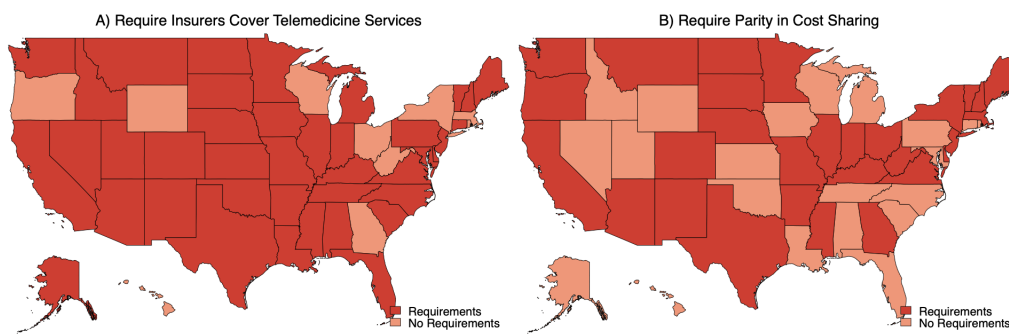 A) Require Insurers Cover Telemedicine Services
Requirements
No Requirements
B) Require Parity in Cost Sharing
Requirements
No Requirements